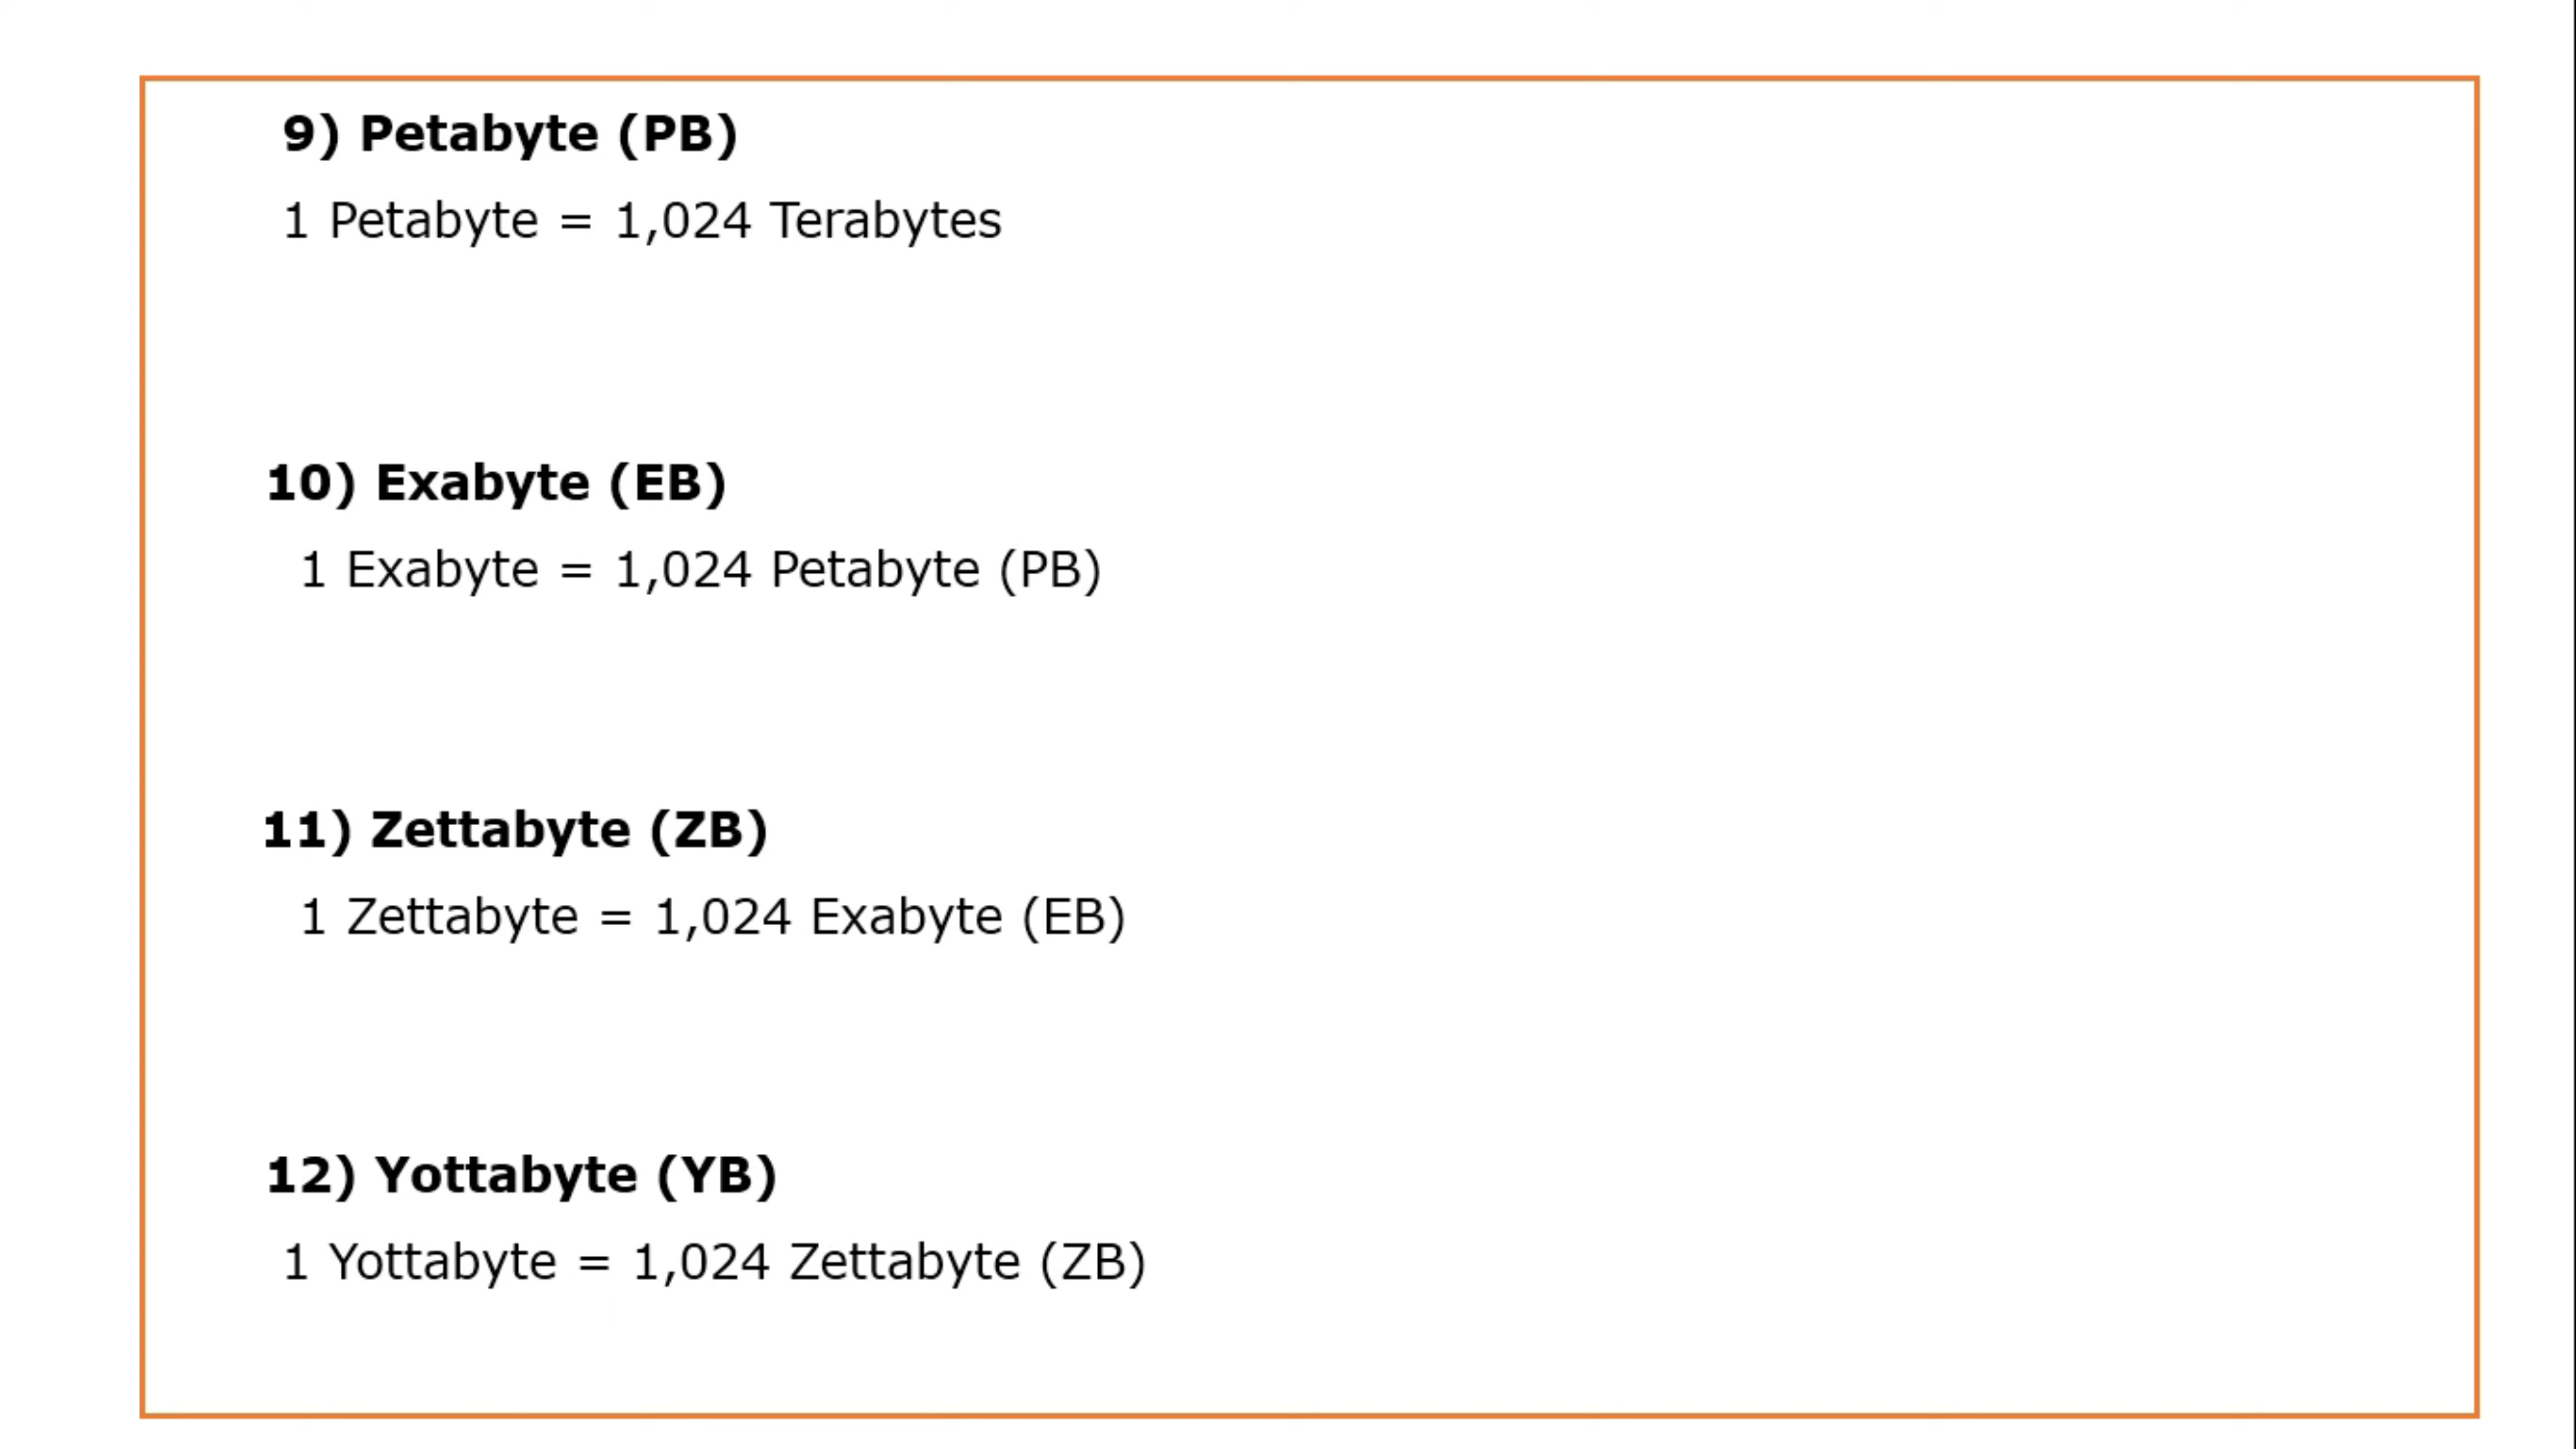 9) Petabyte (PB)
1 Petabyte = 1,024 Terabytes
10) Exabyte (EB)
1 Exabyte = 1,024 Petabyte (PB)
11) Zettabyte (ZB)
1 Zettabyte = 1,024 Exabyte (EB)
12) Yottabyte (YB)
1 Yottabyte = 1,024 Zettabyte (ZB)